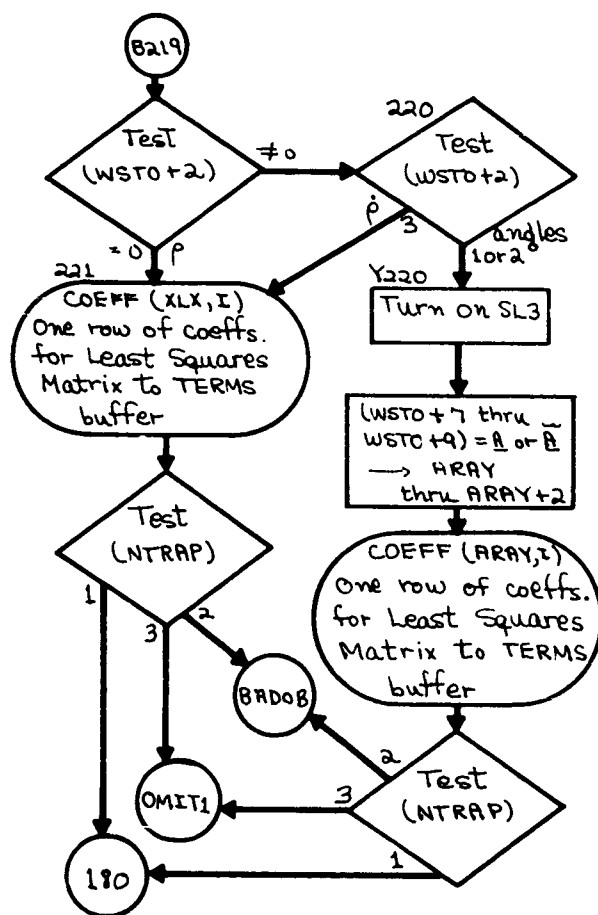 B219
Test
(WSTO+2)
≠0
=0 ρ
220
Test
(WSTO+2)
ρ̇
3
angles
1 or 2
221
COEFF (XLX, I)
One row of coeffs.
for Least Squares
Matrix to TERMS
buffer
Y220
Turn on SL3
(WSTO+7 thru
WSTO+9) = A or A
→ ARAY
thru ARAY+2
Test
(NTRAP)
1
3
2
COEFF (ARAY, I)
One row of coeffs.
for Least Squares
Matrix to TERMS
buffer
BADOB
OMIT1
Test
(NTRAP)
2
3
1
180